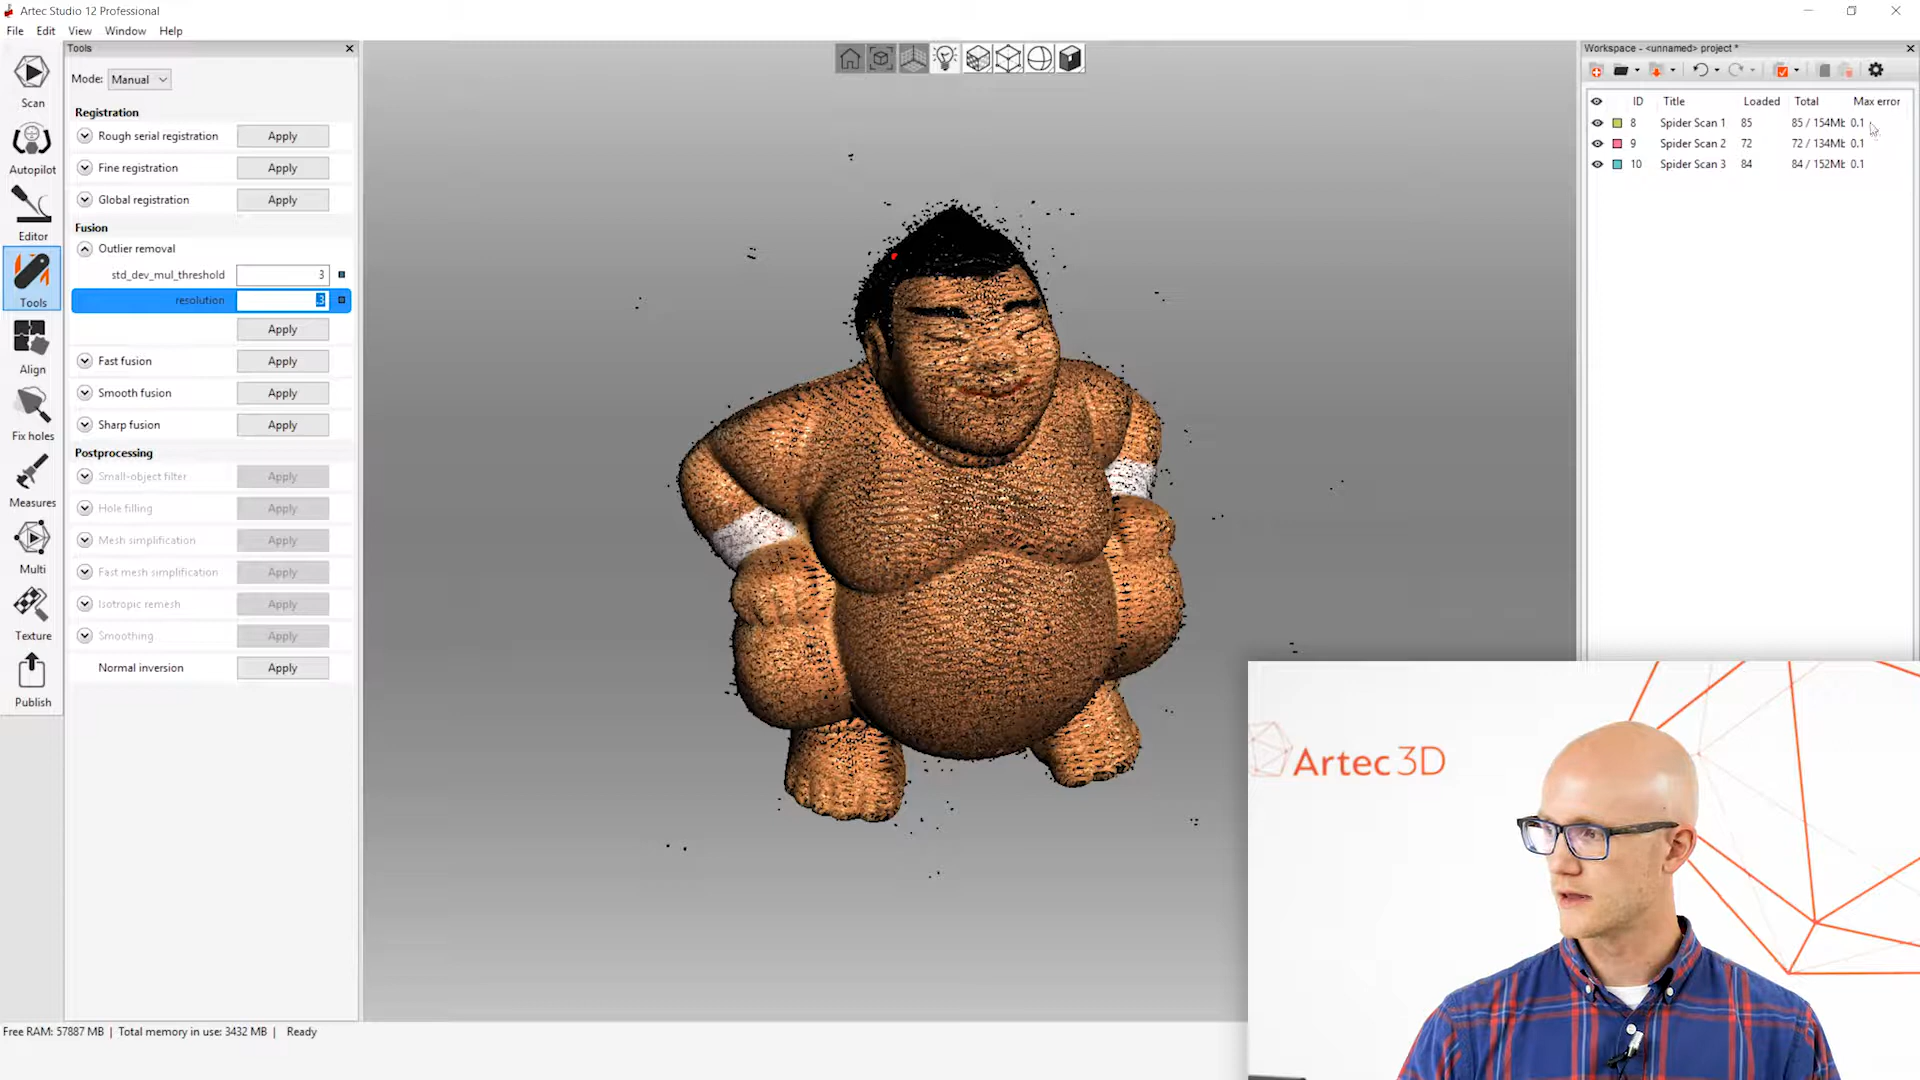 Artec Studio 12 Professional
File Edit View Window Help
Tools
Mode: Manual
Registration
Rough serial registration Apply
Fine registration Apply
Global registration Apply
Fusion
Outlier removal
std_dev_mul_threshold 3
resolution
Apply
Fast fusion Apply
Smooth fusion Apply
Sharp fusion Apply
Postprocessing
Small-object filter Apply
Hole filling Apply
Mesh simplification Apply
Fast mesh simplification Apply
Isotropic remesh Apply
Smoothing Apply
Normal inversion Apply
Scan
Autopilot
Editor
Tools
Align
Fix holes
Measures
Multi
Texture
Publish
Workspace - <unnamed> project *
ID Title Loaded Total Max error
8 Spider Scan 1 85 85 / 154Mb 0.1
9 Spider Scan 2 72 72 / 134Mb 0.1
10 Spider Scan 3 84 84 / 152Mb 0.1
Artec 3D
Free RAM: 57887 MB | Total memory in use: 3432 MB | Ready